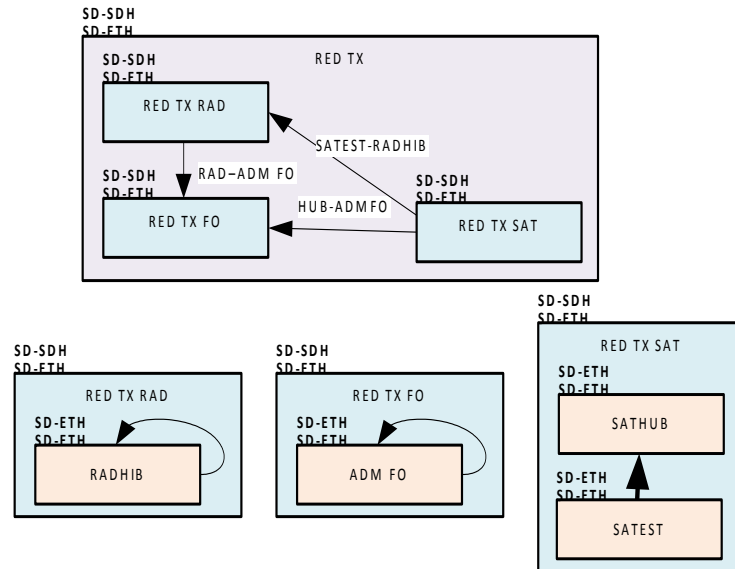 SD-SDH
SD-ETH
RED TX
SD-SDH
SD-ETH
RED TX RAD
SATEST-RADHIB
RAD–ADM FO
SD-SDH
SD-ETH
RED TX FO
HUB-ADMFO
SD-SDH
SD-ETH
RED TX SAT
SD-SDH
SD-ETH
RED TX RAD
SD-ETH
SD-ETH
RADHIB
SD-SDH
SD-ETH
RED TX FO
SD-ETH
SD-ETH
ADM FO
SD-SDH
SD-ETH
RED TX SAT
SD-ETH
SD-ETH
SATHUB
SD-ETH
SD-ETH
SATEST